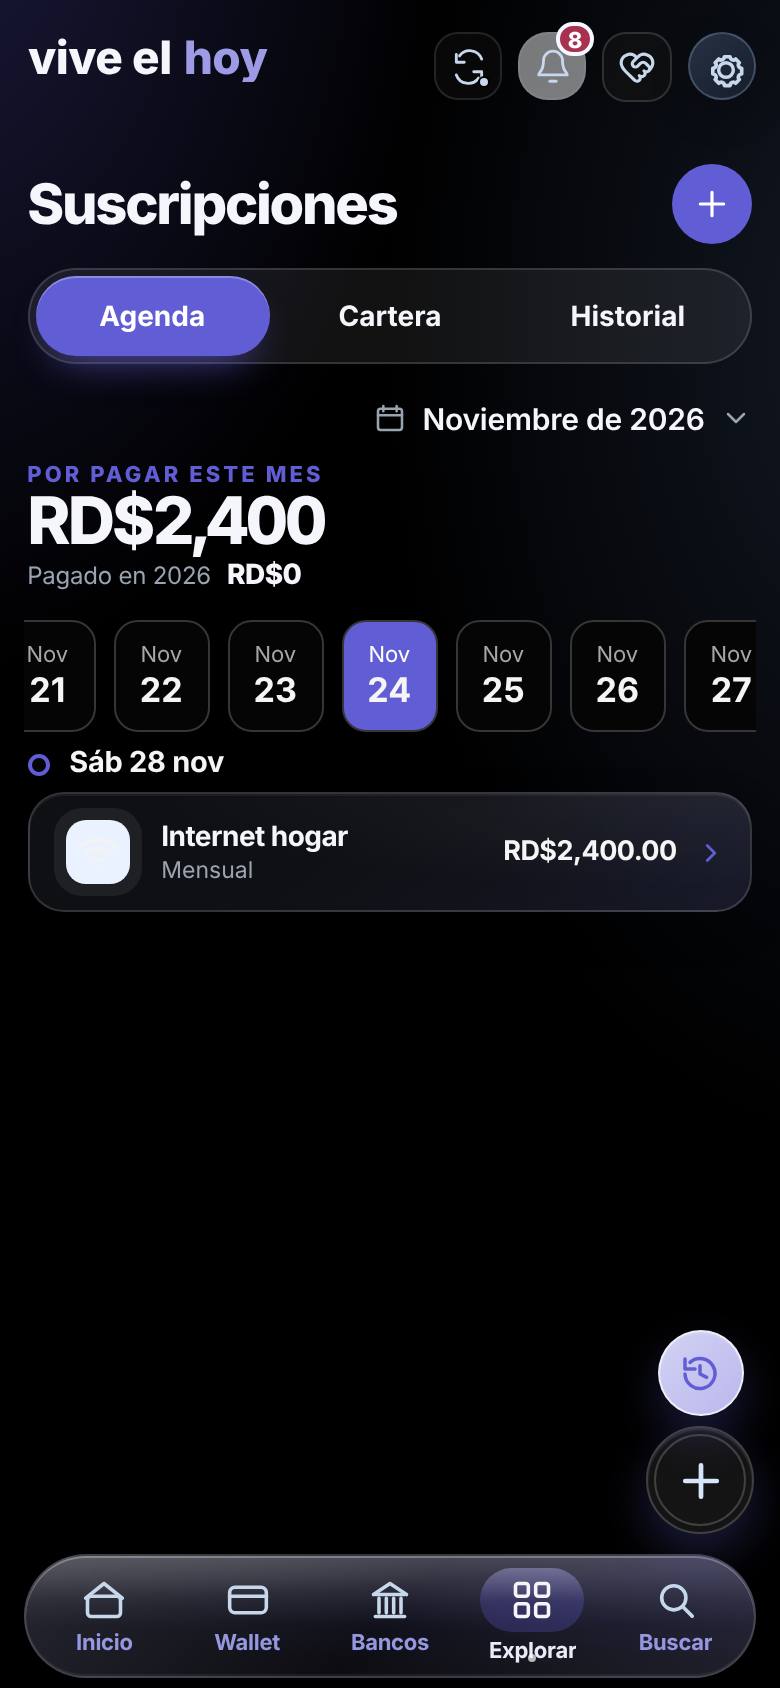 vive el hoy
8
Suscripciones
Agenda Cartera Historial
Noviembre de 2026
POR PAGAR ESTE MES
RD$2,400
Pagado en 2026 RD$0
Nov Nov Nov Nov Nov Nov Nov
21 22 23 24 25 26 27
Sáb 28 nov
Internet hogar
RD$2,400.00
Mensual
Inicio Wallet Bancos Explorar Buscar